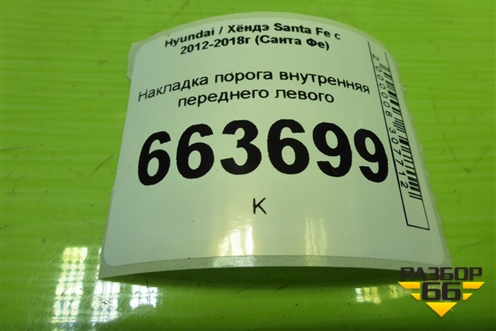 Hyundai / Хёндэ Santa Fe с
2012-2018г (Санта Фе)
Накладка порога внутренняя
переднего левого
663699
К
РАЗБОР
66